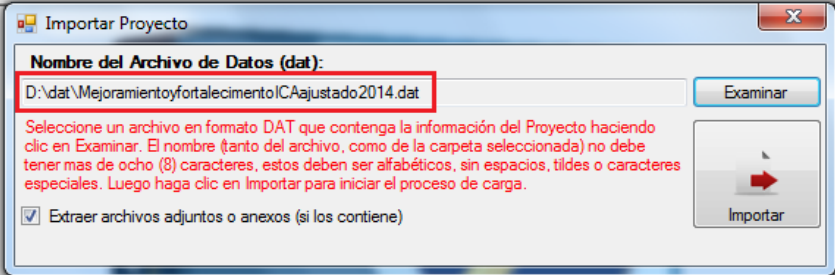 Importar Proyecto
Nombre del Archivo de Datos (dat):
D:\dat\MejoramientoyfortalecimentoICAajustado2014.dat
Examinar
Seleccione un archivo en formato DAT que contenga la información del Proyecto haciendo
clic en Examinar. El nombre (tanto del archivo, como de la carpeta seleccionada) no debe
tener mas de ocho (8) caracteres, estos deben ser alfabéticos, sin espacios, tildes o caracteres
especiales. Luego haga clic en Importar para iniciar el proceso de carga.
Importar
Extraer archivos adjuntos o anexos (si los contiene)